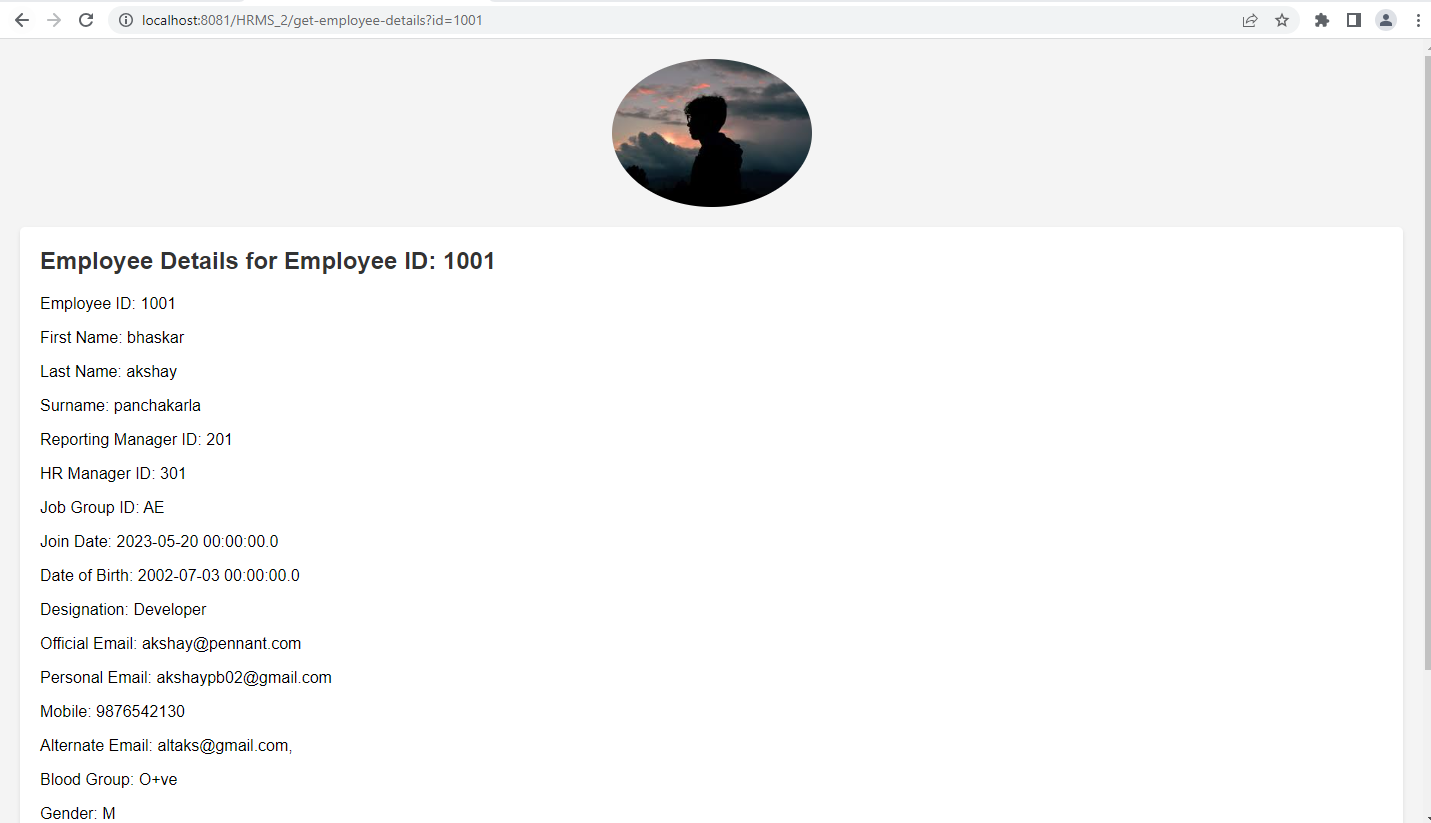 localhost:8081/HRMS_2/get-employee-details?id=1001
Employee Details for Employee ID: 1001
Employee ID: 1001
First Name: bhaskar
Last Name: akshay
Surname: panchakarla
Reporting Manager ID: 201
HR Manager ID: 301
Job Group ID: AE
Join Date: 2023-05-20 00:00:00.0
Date of Birth: 2002-07-03 00:00:00.0
Designation: Developer
Official Email: akshay@pennant.com
Personal Email: akshaypb02@gmail.com
Mobile: 9876542130
Alternate Email: altaks@gmail.com,
Blood Group: O+ve
Gender: M